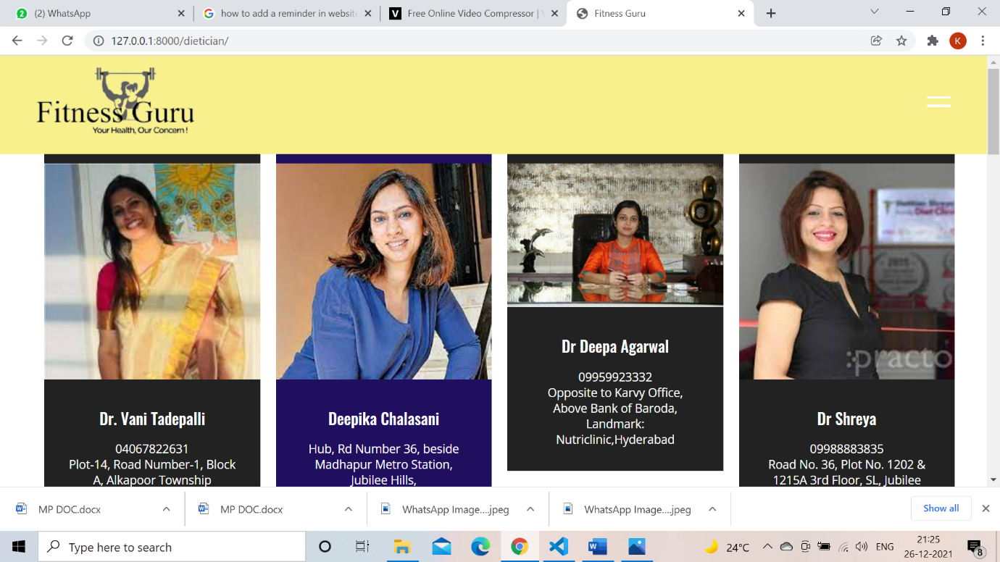 (2) WhatsApp
how to add a reminder in website
Free Online Video Compressor |
Fitness Guru
127.0.0.1:8000/dietician/
K
Fitness Guru
Your Health, Our Concern !
:practo
Dr. Vani Tadepalli
04067822631
Plot-14, Road Number-1, Block
A, Alkapoor Township
Deepika Chalasani
Hub, Rd Number 36, beside
Madhapur Metro Station,
Jubilee Hills,
Dr Deepa Agarwal
09959923332
Opposite to Karvy Office,
Above Bank of Baroda,
Landmark:
Nutriclinic,Hyderabad
Dr Shreya
09988883835
Road No. 36, Plot No. 1202 &
1215A 3rd Floor, SL, Jubilee
MP DOC.docx
MP DOC.docx
WhatsApp Image....jpeg
WhatsApp Image....jpeg
Show all
Type here to search
24°C
ENG
21:25
26-12-2021
8